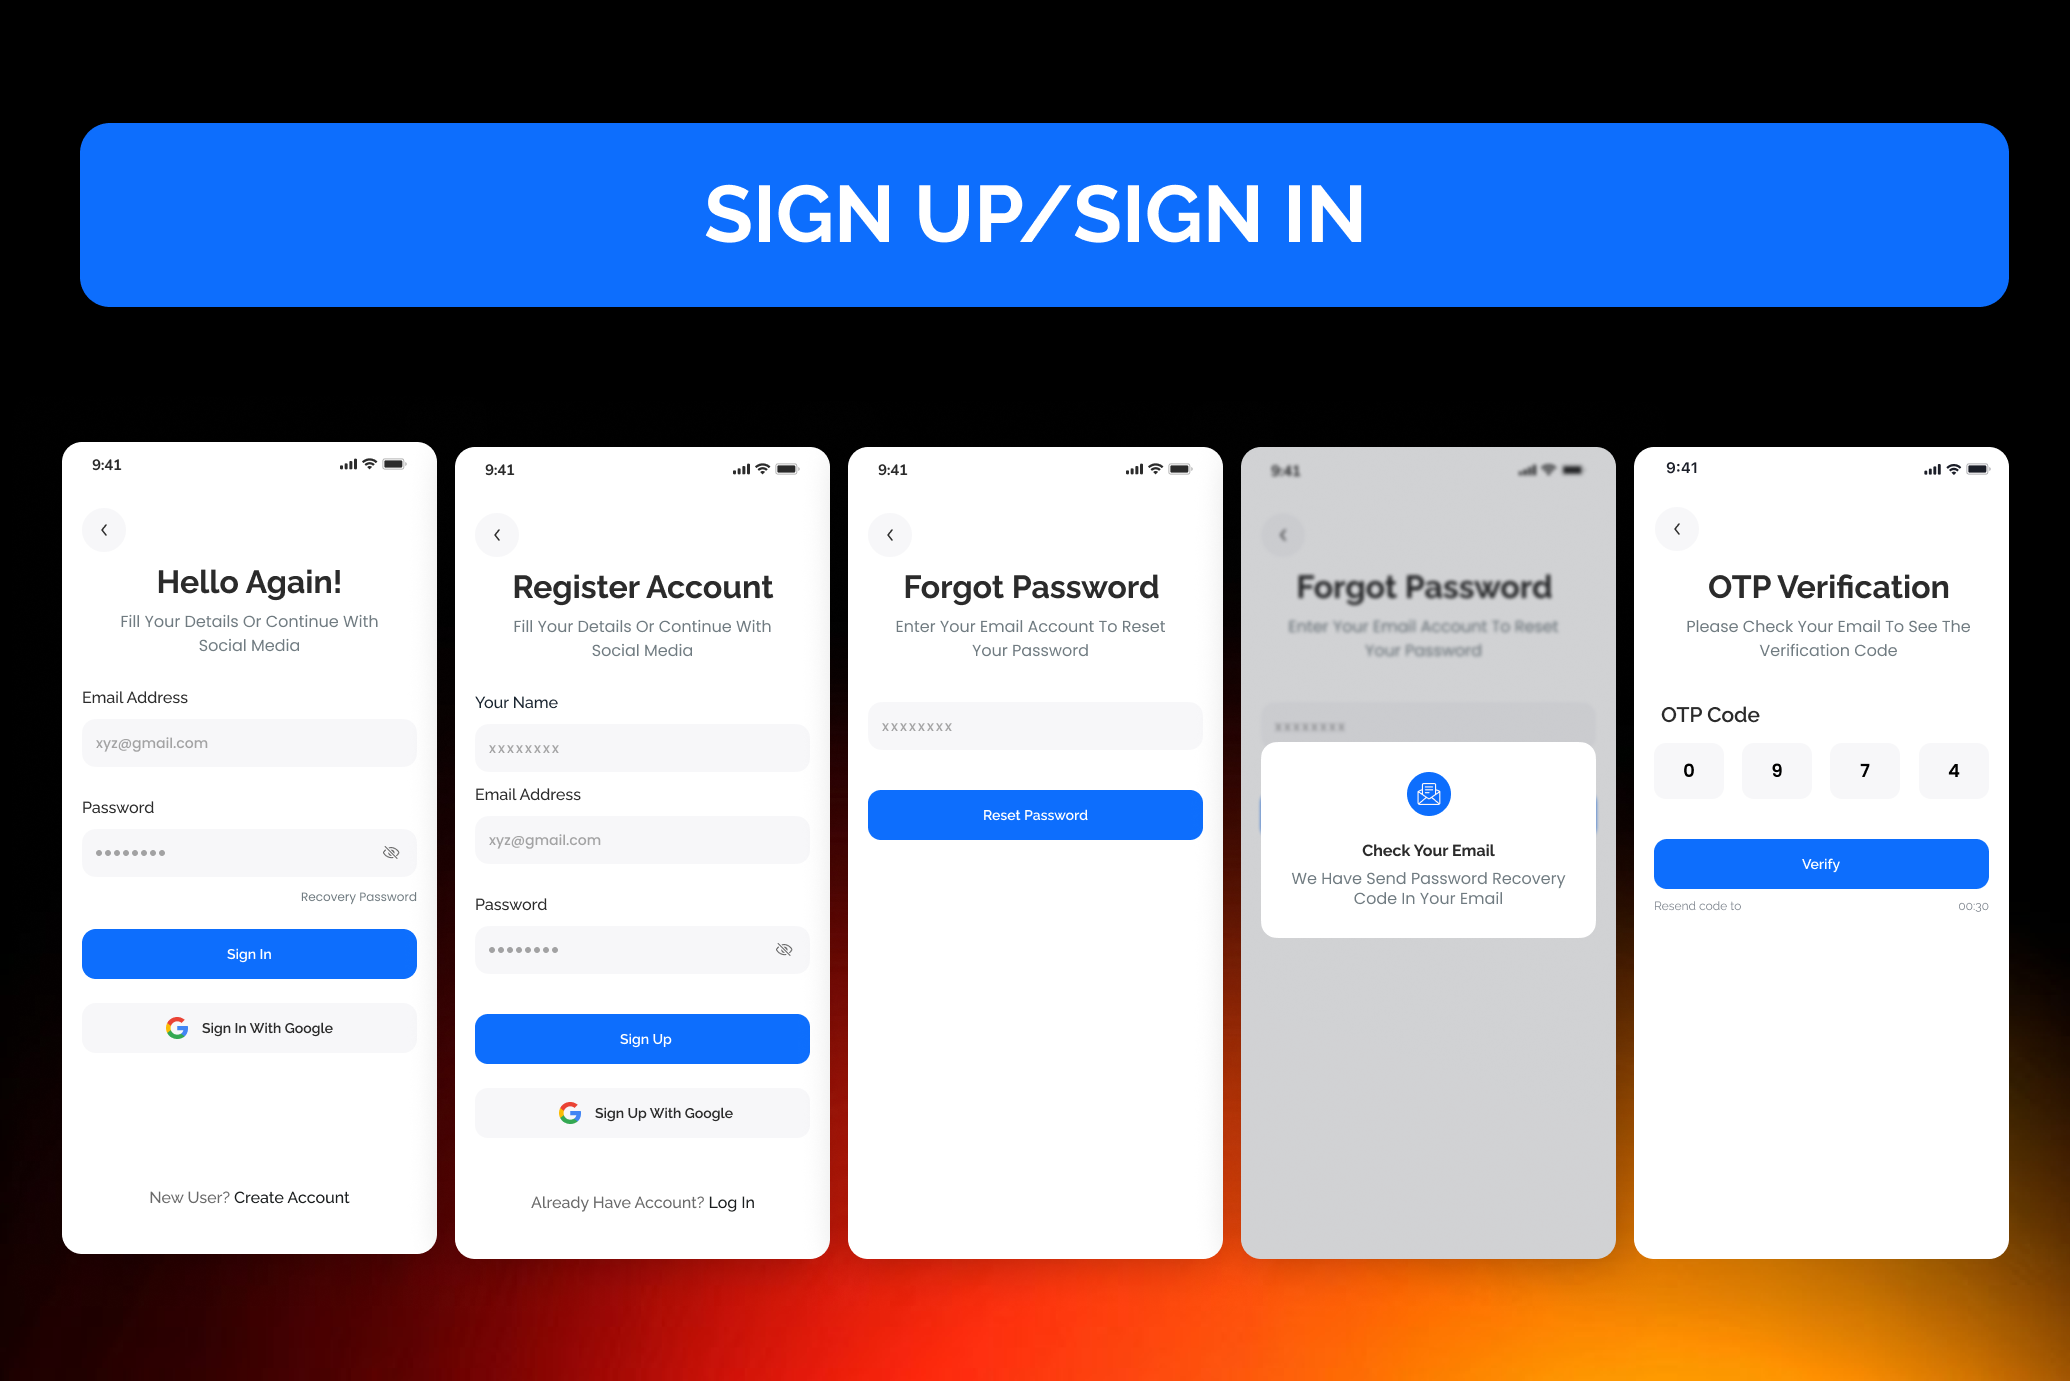 SIGN UP/SIGN IN
9:41
Hello Again!
Fill Your Details Or Continue With
Social Media
Email Address
xyz@gmail.com
Password
••••••••
Recovery Password
Sign In
Sign In With Google
New User? Create Account
9:41
Register Account
Fill Your Details Or Continue With
Social Media
Your Name
xxxxxxxx
Email Address
xyz@gmail.com
Password
••••••••
Sign Up
Sign Up With Google
Already Have Account? Log In
9:41
Forgot Password
Enter Your Email Account To Reset
Your Password
xxxxxxxx
Reset Password
9:41
Forgot Password
Enter Your Email Account To Reset
Your Password
xxxxxxxx
Check Your Email
We Have Send Password Recovery
Code In Your Email
9:41
OTP Verification
Please Check Your Email To See The
Verification Code
OTP Code
0 9 7 4
Verify
Resend code to 00:30